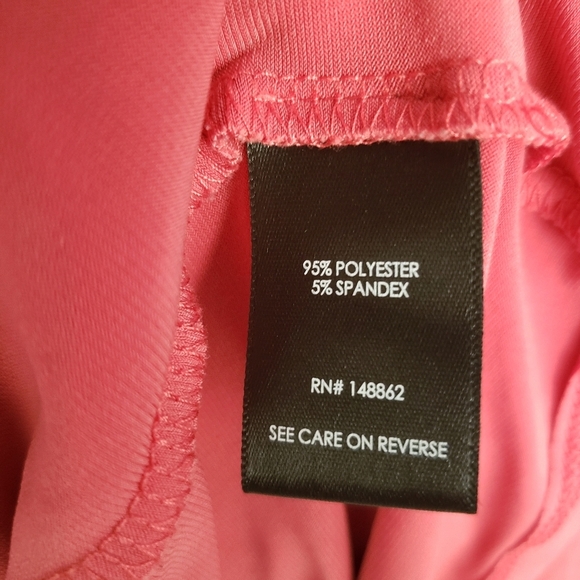 95% POLYESTER
5% SPANDEX
RN# 148862
SEE CARE ON REVERSE